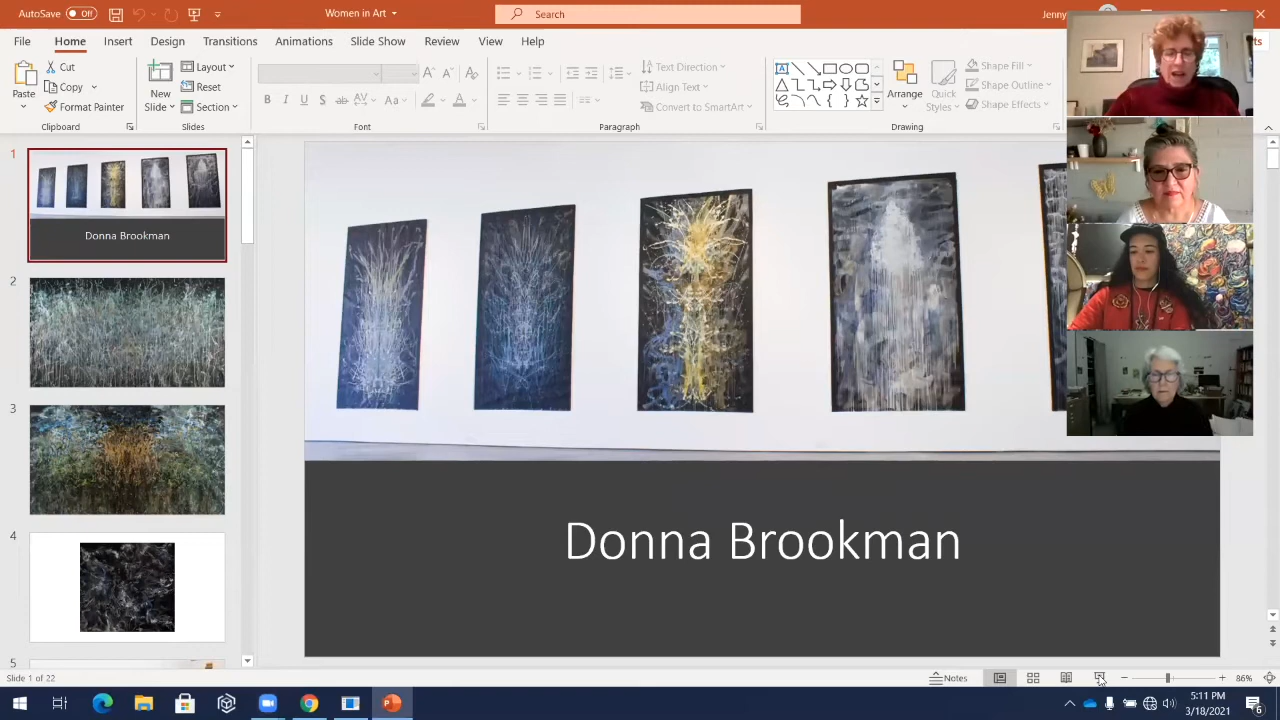 AutoSave Off
Women in Art
Search
Jenny
File Home Insert Design Transitions Animations Slide Show Review View Help
Paste
Cut
Copy
Format Painter
Clipboard
New
Slide
Layout
Reset
Section
Slides
Font
Text Direction
Align Text
Convert to SmartArt
Paragraph
Arrange
Quick
Styles
Shape Fill
Shape Outline
Shape Effects
Drawing
1
Donna Brookman
2
3
4
5
Donna Brookman
Slide 1 of 22
Notes
86%
5:11 PM
3/18/2021
6